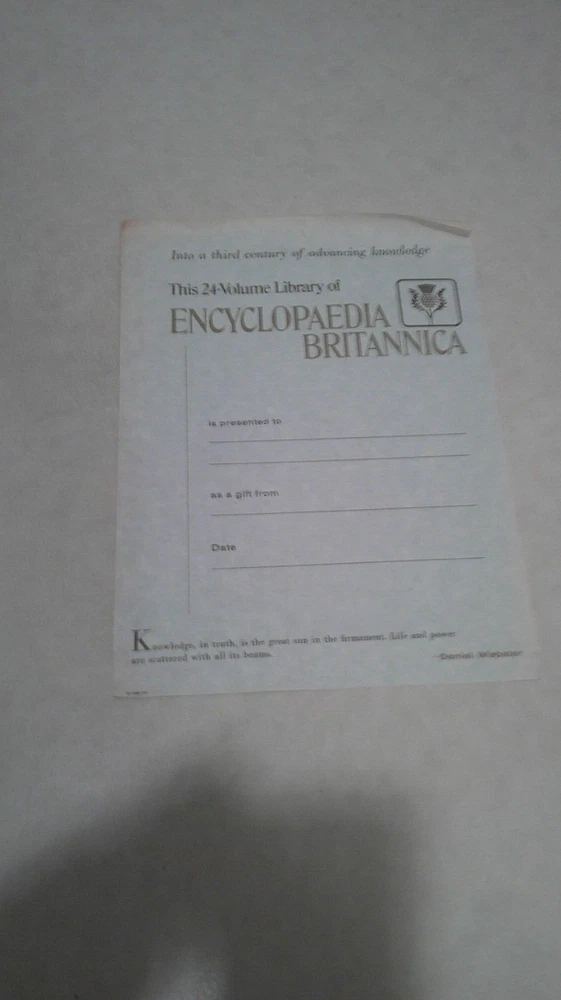 Into a third century of advancing knowledge
This 24-Volume Library of
ENCYCLOPAEDIA
BRITANNICA
is presented to
as a gift from
Date
Knowledge, in truth, is the great sun in the firmament. Life and power
are scattered with all its beams.
—Daniel Webster